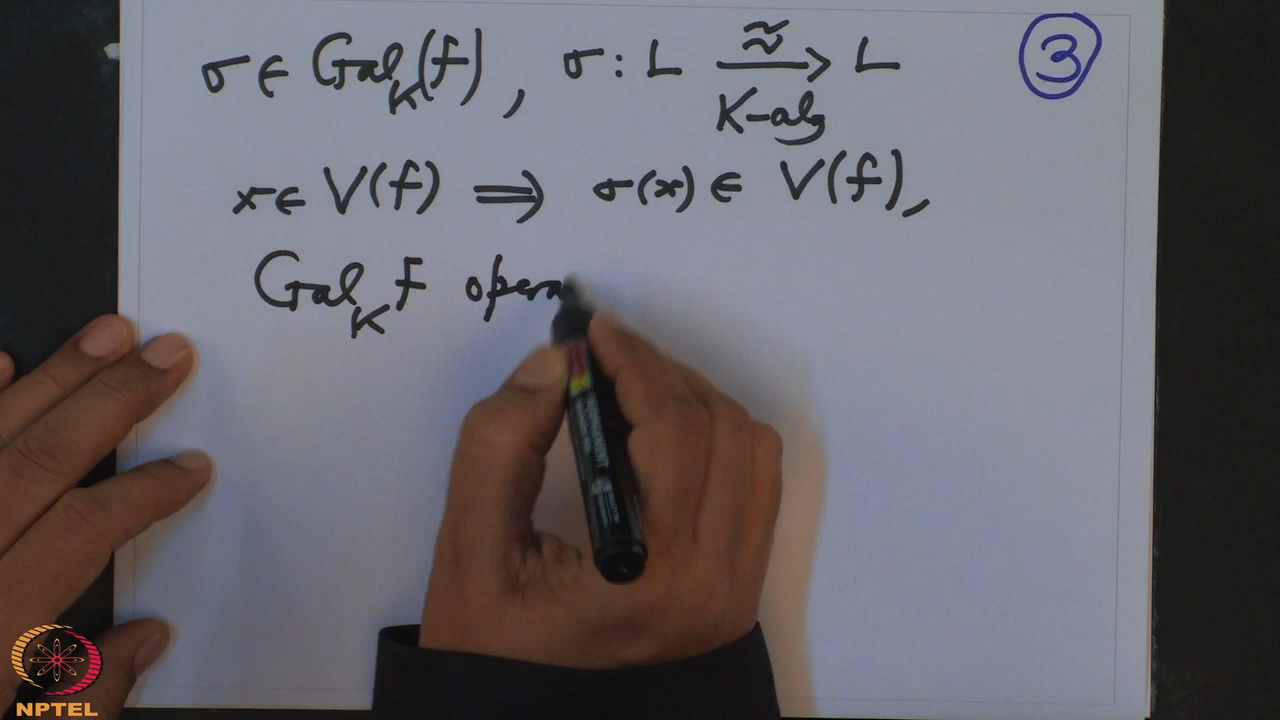 σ ∈ Gal_K(f), σ : L ⥲ L K-alg
③
x ∈ V(f) ⟹ σ(x) ∈ V(f),
Gal_K f opera
NPTEL